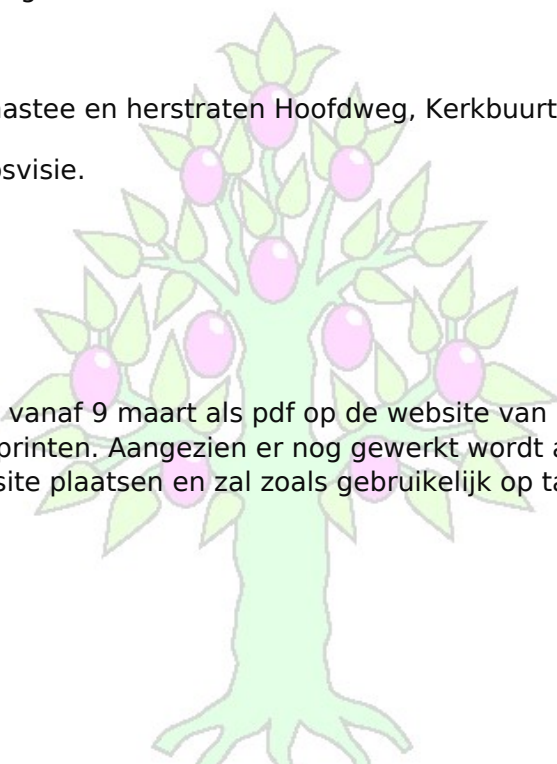 astee en herstraten Hoofdweg, Kerkbuurt
svisie.
vanaf 9 maart als pdf op de website van
printen. Aangezien er nog gewerkt wordt a
site plaatsen en zal zoals gebruikelijk op ta